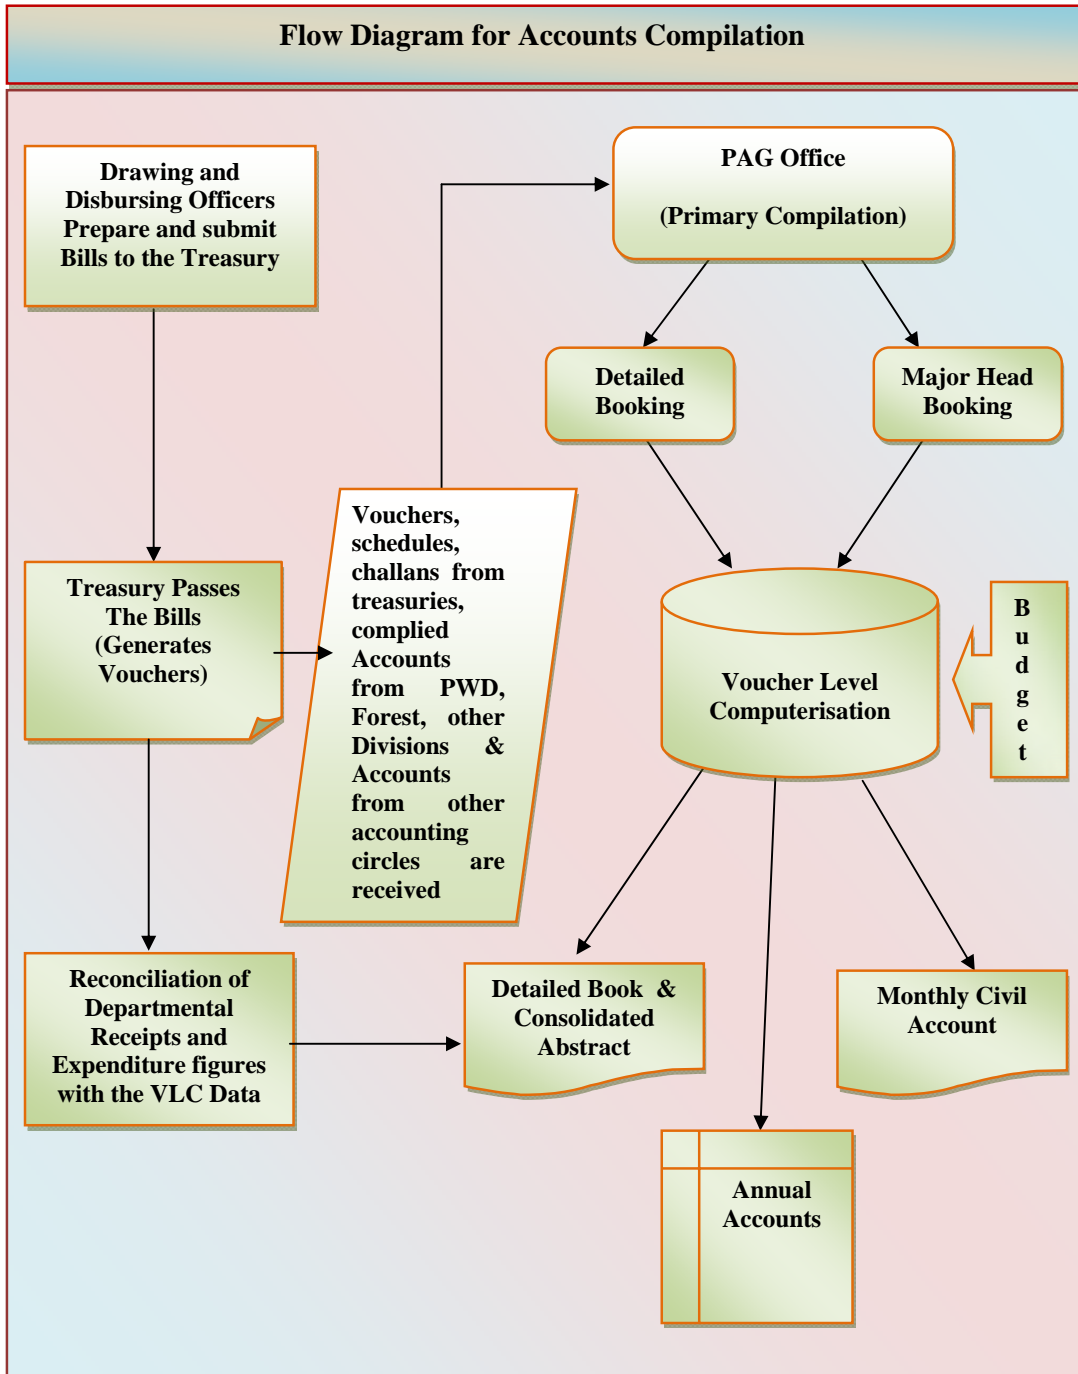 Flow Diagram for Accounts Compilation
Drawing and
Disbursing Officers
Prepare and submit
Bills to the Treasury
PAG Office
(Primary Compilation)
Detailed
Booking
Major Head
Booking
Vouchers,
schedules,
challans from
treasuries,
complied
Accounts
from PWD,
Forest, other
Divisions &
Accounts
from other
accounting
circles are
received
Treasury Passes
The Bills
(Generates
Vouchers)
Voucher Level
Computerisation
B
u
d
g
e
t
Reconciliation of
Departmental
Receipts and
Expenditure figures
with the VLC Data
Detailed Book &
Consolidated
Abstract
Monthly Civil
Account
Annual
Accounts